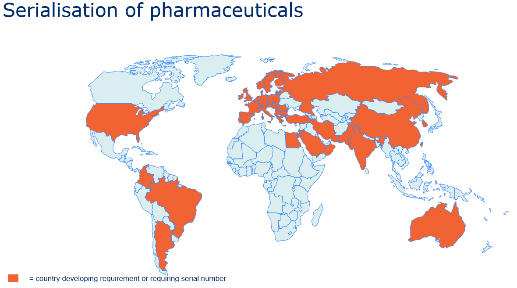 Serialisation of pharmaceuticals
= country developing requirement or requiring serial number